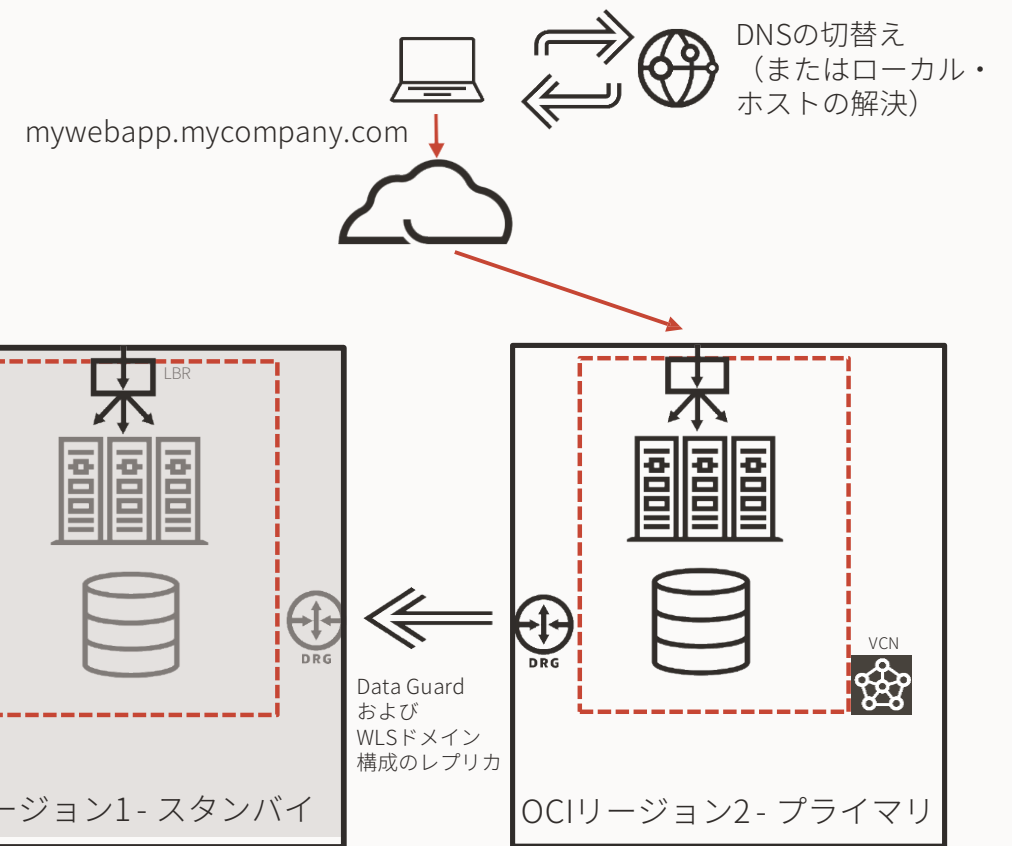 DNSの切替え
（またはローカル・
ホストの解決）
mywebapp.mycompany.com
LBR
DRG
DRG
VCN
Data Guard
および
WLSドメイン
構成のレプリカ
ージョン1 - スタンバイ
OCIリージョン2 - プライマリ